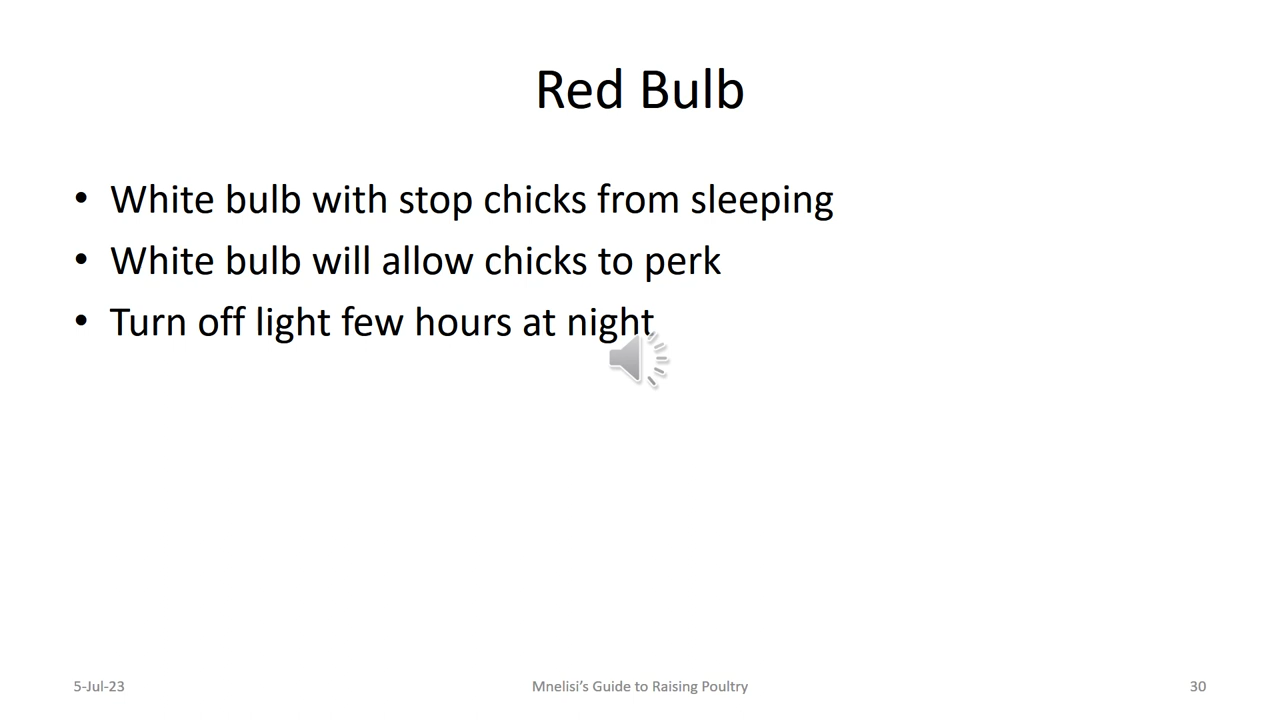 Red Bulb
• White bulb with stop chicks from sleeping
• White bulb will allow chicks to perk
• Turn off light few hours at night
5-Jul-23
Mnelisi’s Guide to Raising Poultry
30